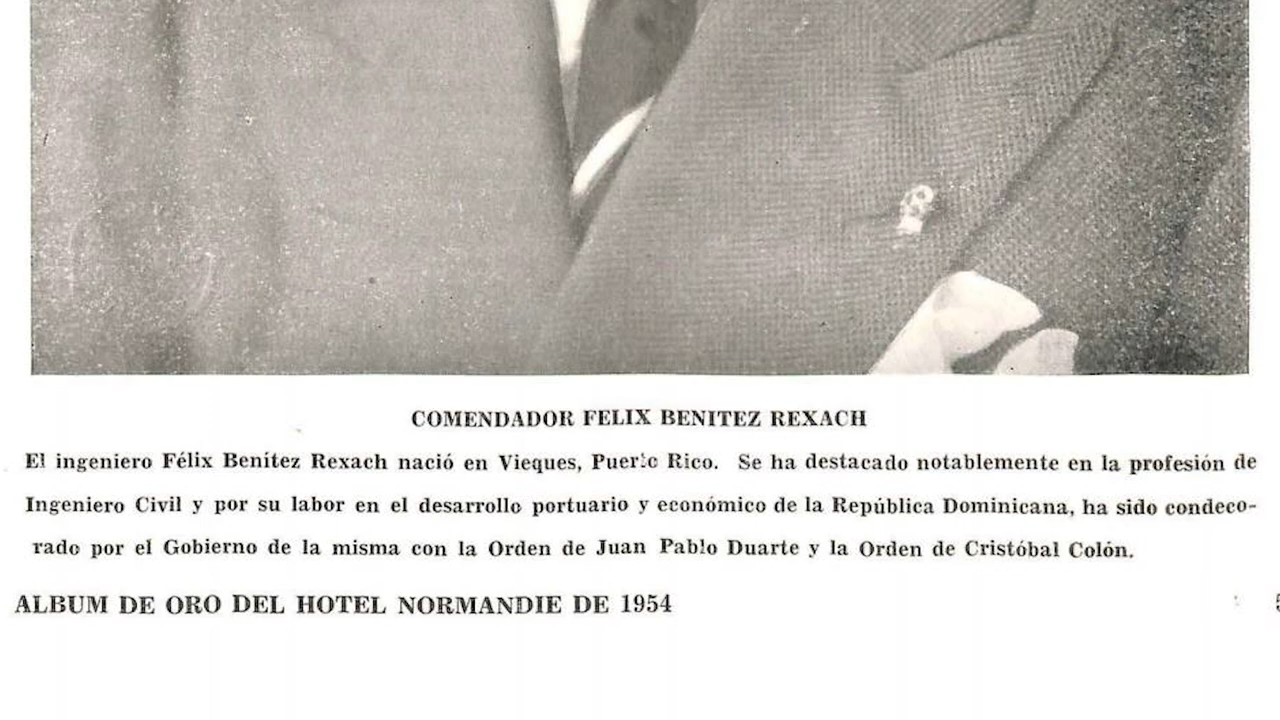 COMENDADOR FELIX BENITEZ REXACH
El ingeniero Félix Benítez Rexach nació en Vieques, Puerto Rico. Se ha destacado notablemente en la profesión de
Ingeniero Civil y por su labor en el desarrollo portuario y económico de la República Dominicana, ha sido condeco-
rado por el Gobierno de la misma con la Orden de Juan Pablo Duarte y la Orden de Cristóbal Colón.
ALBUM DE ORO DEL HOTEL NORMANDIE DE 1954